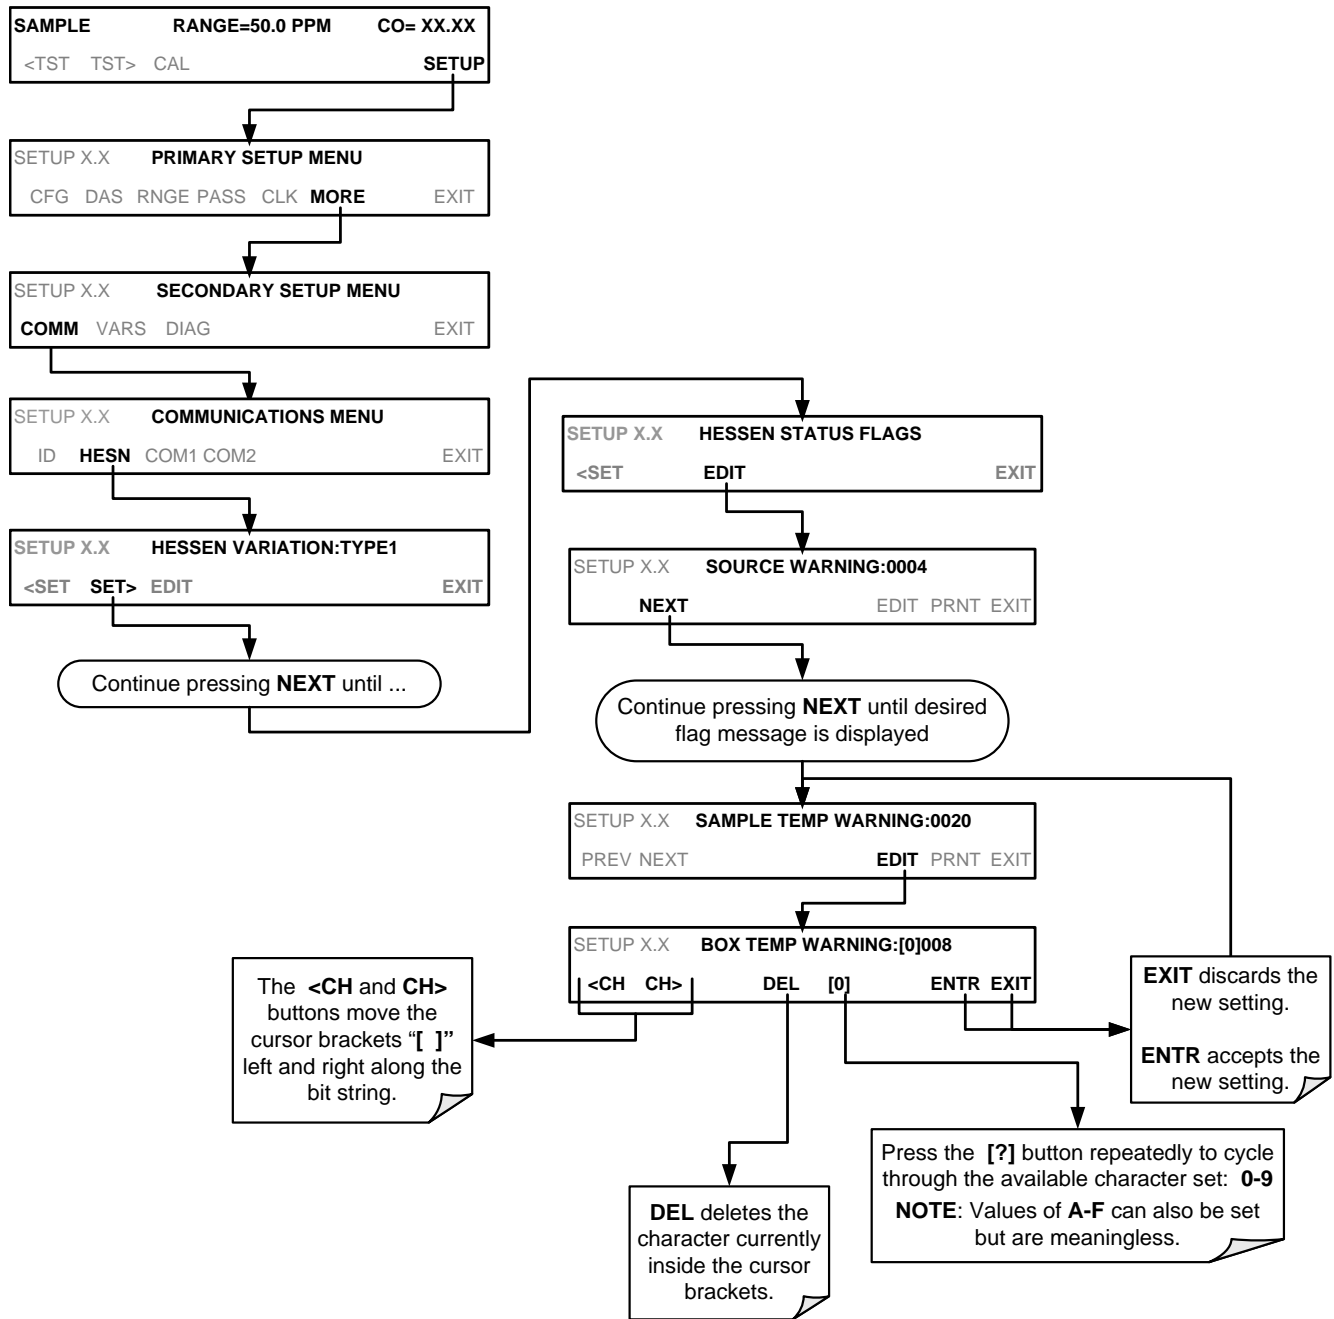 SAMPLE RANGE=50.0 PPM CO= XX.XX
<TST TST> CAL SETUP
SETUP X.X PRIMARY SETUP MENU
CFG DAS RNGE PASS CLK MORE EXIT
SETUP X.X SECONDARY SETUP MENU
COMM VARS DIAG EXIT
SETUP X.X COMMUNICATIONS MENU
ID HESN COM1 COM2 EXIT
SETUP X.X HESSEN VARIATION:TYPE1
<SET SET> EDIT EXIT
Continue pressing NEXT until ...
SETUP X.X HESSEN STATUS FLAGS
<SET EDIT EXIT
SETUP X.X SOURCE WARNING:0004
NEXT EDIT PRNT EXIT
Continue pressing NEXT until desired
flag message is displayed
SETUP X.X SAMPLE TEMP WARNING:0020
PREV NEXT EDIT PRNT EXIT
SETUP X.X BOX TEMP WARNING:[0]008
<CH CH> DEL [0] ENTR EXIT
The <CH and CH>
buttons move the
cursor brackets “[ ]”
left and right along the
bit string.
EXIT discards the
new setting.
ENTR accepts the
new setting.
DEL deletes the
character currently
inside the cursor
brackets.
Press the [?] button repeatedly to cycle
through the available character set: 0-9
NOTE: Values of A-F can also be set
but are meaningless.